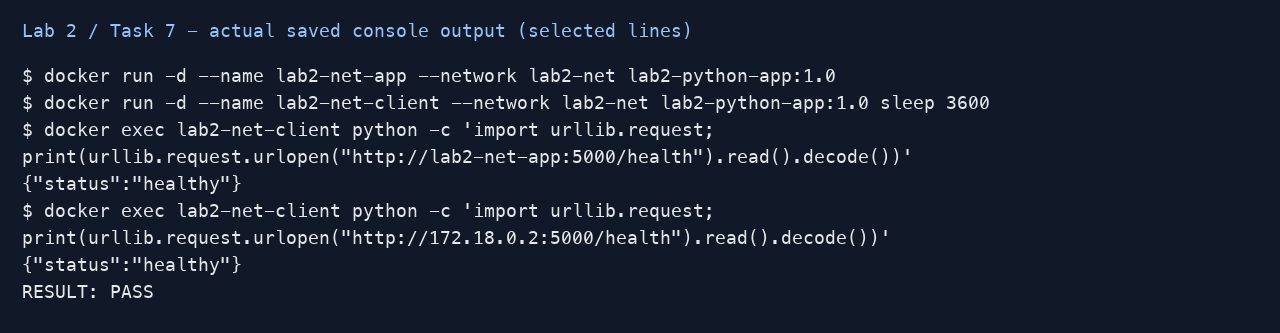 Lab 2 / Task 7 — actual saved console output (selected lines)
$ docker run -d --name lab2-net-app --network lab2-net lab2-python-app:1.0
$ docker run -d --name lab2-net-client --network lab2-net lab2-python-app:1.0 sleep 3600
$ docker exec lab2-net-client python -c 'import urllib.request;
print(urllib.request.urlopen("http://lab2-net-app:5000/health").read().decode())'
{"status":"healthy"}
$ docker exec lab2-net-client python -c 'import urllib.request;
print(urllib.request.urlopen("http://172.18.0.2:5000/health").read().decode())'
{"status":"healthy"}
RESULT: PASS